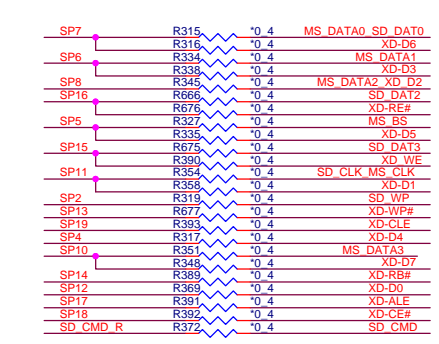 SP7 R315 *0_4 MS_DATA0_SD_DAT0
R316 *0_4 XD-D6
SP6 R334 *0_4 MS_DATA1
R338 *0_4 XD-D3
SP8 R345 *0_4 MS_DATA2_XD_D2
SP16 R666 *0_4 SD_DAT2
R676 *0_4 XD-RE#
SP5 R327 *0_4 MS_BS
R335 *0_4 XD-D5
SP15 R675 *0_4 SD_DAT3
R390 *0_4 XD_WE
SP11 R354 *0_4 SD_CLK_MS_CLK
R358 *0_4 XD-D1
SP2 R319 *0_4 SD_WP
SP13 R677 *0_4 XD-WP#
SP19 R393 *0_4 XD-CLE
SP4 R317 *0_4 XD-D4
SP10 R351 *0_4 MS_DATA3
R348 *0_4 XD-D7
SP14 R389 *0_4 XD-RB#
SP12 R369 *0_4 XD-D0
SP17 R391 *0_4 XD-ALE
SP18 R392 *0_4 XD-CE#
SD_CMD_R R372 *0_4 SD_CMD